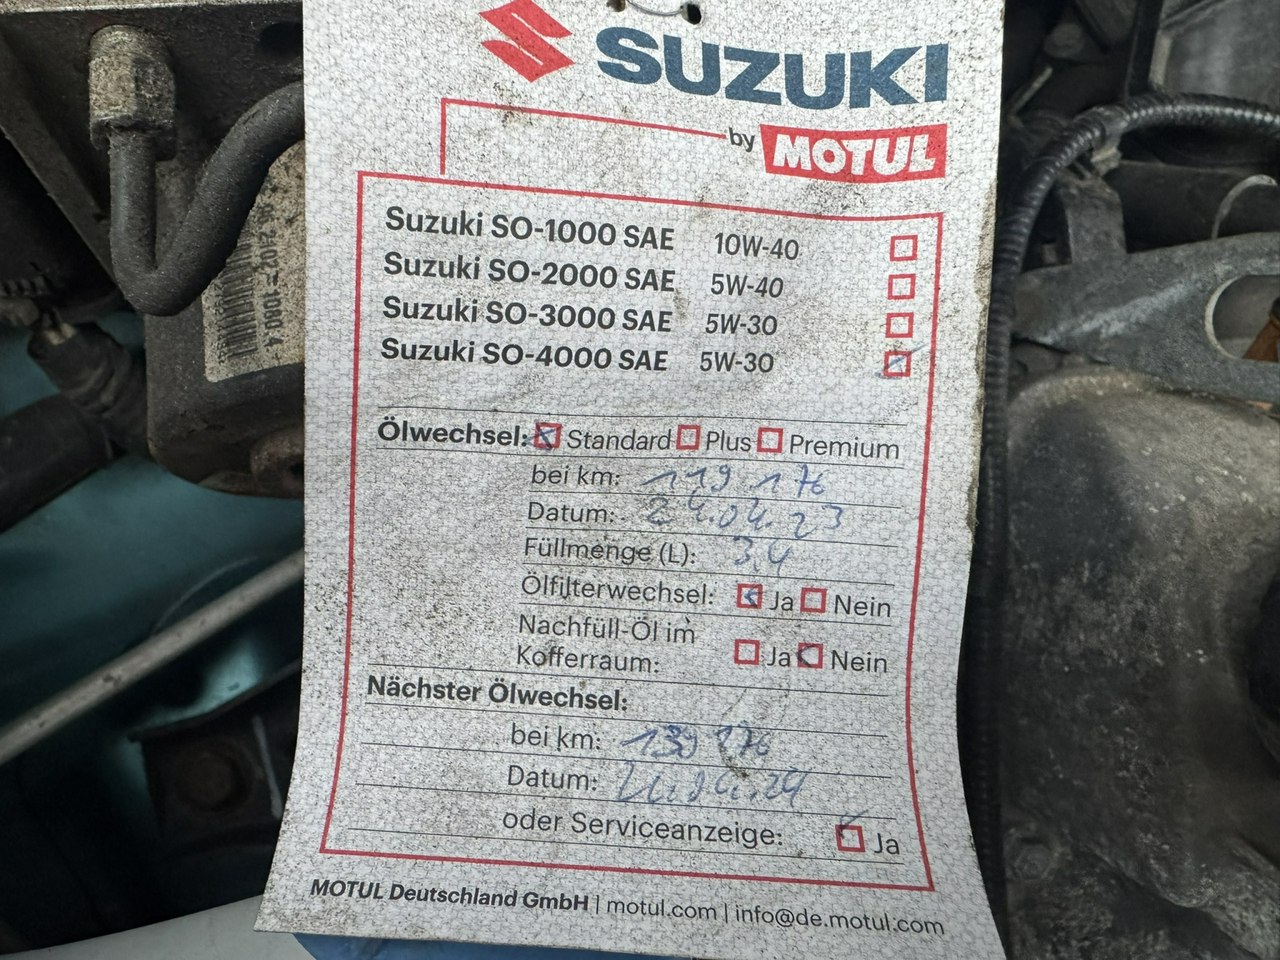 SUZUKI
by MOTUL
Suzuki SO-1000 SAE 10W-40
Suzuki SO-2000 SAE 5W-40
Suzuki SO-3000 SAE 5W-30
Suzuki SO-4000 SAE 5W-30
Ölwechsel: Standard Plus Premium
bei km: 119 176
Datum: 24.04.23
Füllmenge (L): 3,4
Ölfilterwechsel: Ja Nein
Nachfüll-Öl im
Kofferraum: Ja Nein
Nächster Ölwechsel:
bei km: 139 176
Datum: 24.04.24
oder Serviceanzeige: Ja
MOTUL Deutschland GmbH | motul.com | info@de.motul.com